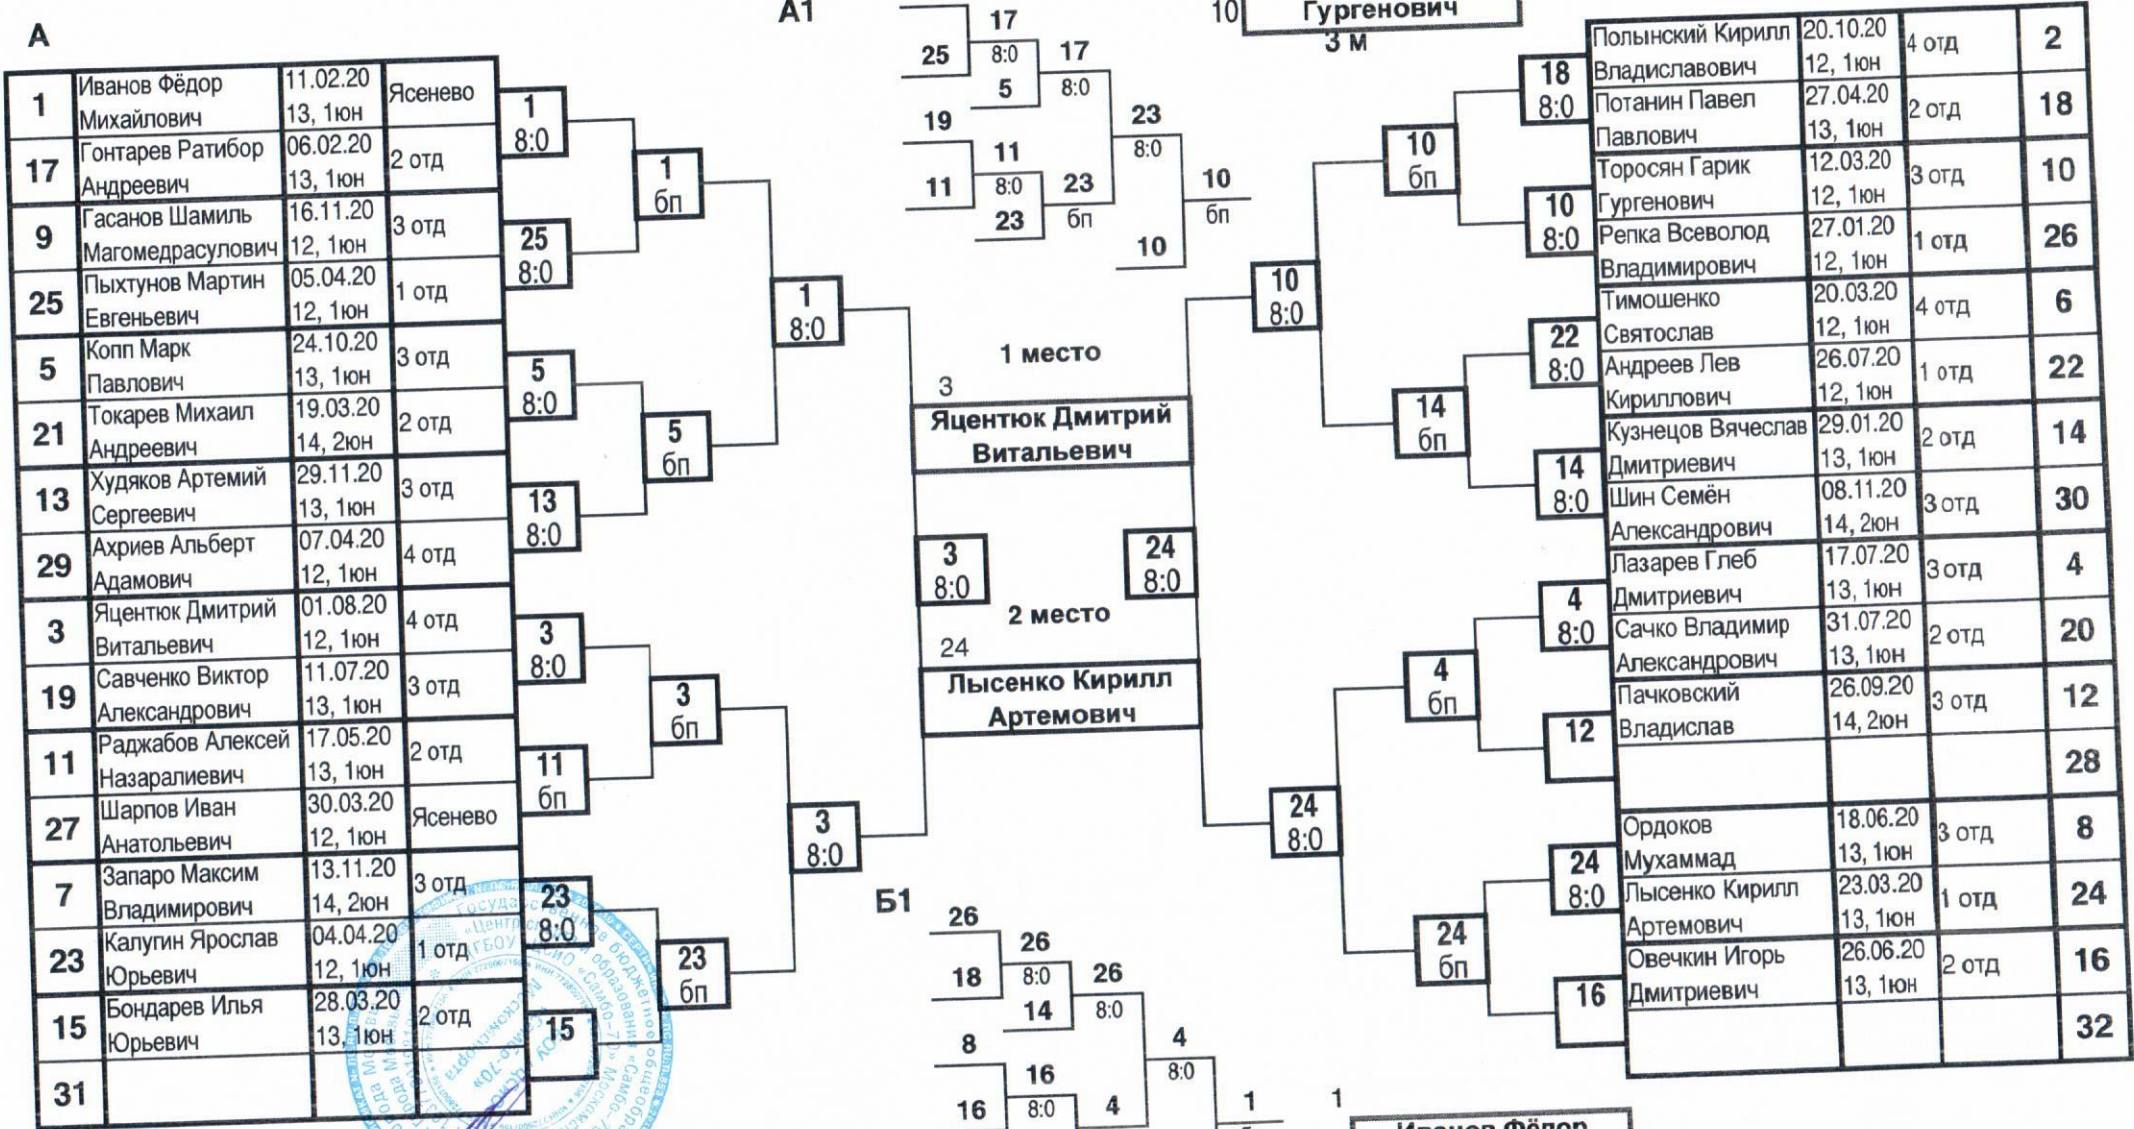 А
1
Иванов Фёдор
Михайлович
11.02.20
13, 1юн
Ясенево
17
Гонтарев Ратибор
Андреевич
06.02.20
13, 1юн
2 отд
9
Гасанов Шамиль
Магомедрасулович
16.11.20
12, 1юн
3 отд
25
Пыхтунов Мартин
Евгеньевич
05.04.20
12, 1юн
1 отд
5
Копп Марк
Павлович
24.10.20
13, 1юн
3 отд
21
Токарев Михаил
Андреевич
19.03.20
14, 2юн
2 отд
13
Худяков Артемий
Сергеевич
29.11.20
13, 1юн
3 отд
29
Ахриев Альберт
Адамович
07.04.20
12, 1юн
4 отд
3
Яцентюк Дмитрий
Витальевич
01.08.20
12, 1юн
4 отд
19
Савченко Виктор
Александрович
11.07.20
13, 1юн
3 отд
11
Раджабов Алексей
Назаралиевич
17.05.20
13, 1юн
2 отд
27
Шарпов Иван
Анатольевич
30.03.20
12, 1юн
Ясенево
7
Запаро Максим
Владимирович
13.11.20
14, 2юн
3 отд
23
Калугин Ярослав
Юрьевич
04.04.20
12, 1юн
1 отд
15
Бондарев Илья
Юрьевич
28.03.20
13, 1юн
2 отд
31
1
8:0
25
8:0
5
8:0
13
8:0
3
8:0
11
бп
23
8:0
15
1
бп
5
бп
3
бп
23
бп
1
8:0
3
8:0
А1
17
25
8:0
17
5
8:0
19
23
11
8:0
11
8:0
23
10
23
бп
бп
10
10
Гургенович
3 м
1 место
3
Яцентюк Дмитрий
Витальевич
3
8:0
24
8:0
2 место
24
Лысенко Кирилл
Артемович
Б1
26
26
18
8:0
26
14
8:0
8
4
16
8:0
16
8:0
4
1
1
Иванов Фёдор
10
8:0
24
8:0
10
бп
14
бп
4
бп
24
бп
18
8:0
10
8:0
22
8:0
14
8:0
4
8:0
12
24
8:0
16
Полынский Кирилл
Владиславович
20.10.20
12, 1юн
4 отд
2
Потанин Павел
Павлович
27.04.20
13, 1юн
2 отд
18
Торосян Гарик
Гургенович
12.03.20
12, 1юн
3 отд
10
Репка Всеволод
Владимирович
27.01.20
12, 1юн
1 отд
26
Тимошенко
Святослав
20.03.20
12, 1юн
4 отд
6
Андреев Лев
Кириллович
26.07.20
12, 1юн
1 отд
22
Кузнецов Вячеслав
Дмитриевич
29.01.20
13, 1юн
2 отд
14
Шин Семён
Александрович
08.11.20
14, 2юн
3 отд
30
Лазарев Глеб
Дмитриевич
17.07.20
13, 1юн
3 отд
4
Сачко Владимир
Александрович
31.07.20
13, 1юн
2 отд
20
Пачковский
Владислав
26.09.20
14, 2юн
3 отд
12
28
Ордоков
Мухаммад
18.06.20
13, 1юн
3 отд
8
Лысенко Кирилл
Артемович
23.03.20
13, 1юн
1 отд
24
Овечкин Игорь
Дмитриевич
26.06.20
13, 1юн
2 отд
16
32